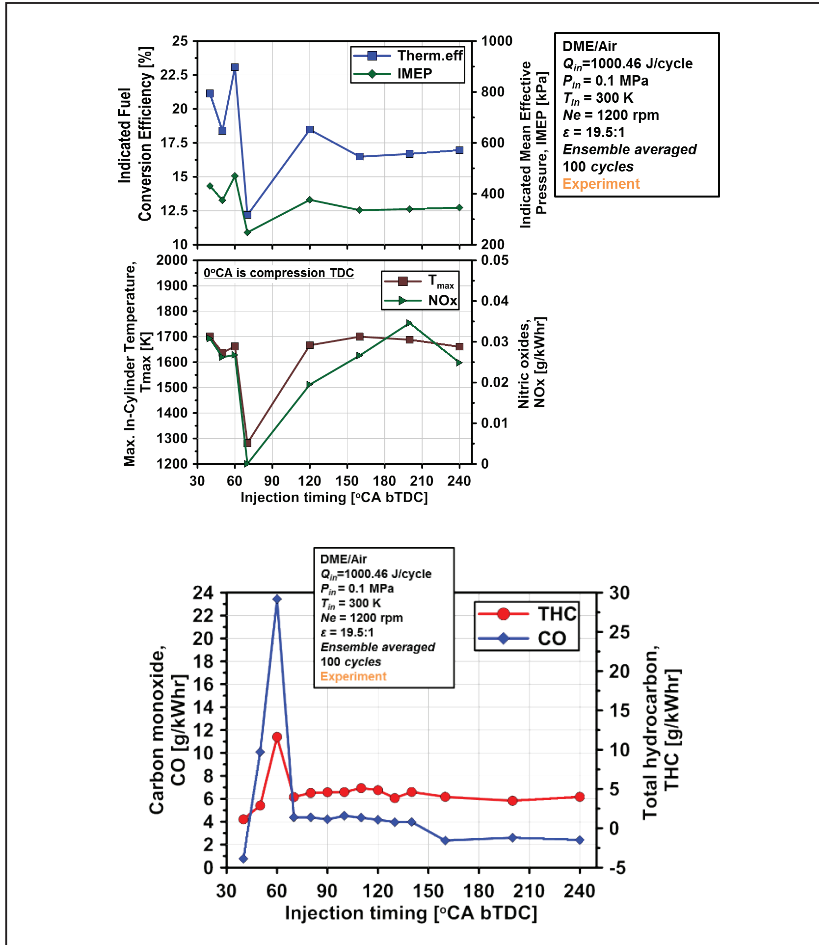 Indicated Fuel
Conversion Efficiency [%]
25
22.5
20
17.5
15
12.5
10
Therm.eff
IMEP
1000
800
600
400
200
Indicated Mean Effective
Pressure, IMEP [kPa]
DME/Air
Qin=1000.46 J/cycle
PIn = 0.1 MPa
TIn = 300 K
Ne = 1200 rpm
ε = 19.5:1
Ensemble averaged
100 cycles
Experiment
Max. In-Cylinder Temperature,
Tmax [K]
2000
1900
1800
1700
1600
1500
1400
1300
1200
0°CA is compression TDC
Tmax
NOx
0.05
0.04
0.03
0.02
0.01
0
Nitric oxides,
NOx [g/kWhr]
30 60 90 120 150 180 210 240
Injection timing [°CA bTDC]
DME/Air
Qin=1000.46 J/cycle
Pin = 0.1 MPa
Tin = 300 K
Ne = 1200 rpm
ε = 19.5:1
Ensemble averaged
100 cycles
Experiment
Carbon monoxide,
CO [g/kWhr]
24
22
20
18
16
14
12
10
8
6
4
2
0
THC
CO
30
25
20
15
10
5
0
-5
Total hydrocarbon,
THC [g/kWhr]
30 60 90 120 150 180 210 240
Injection timing [°CA bTDC]